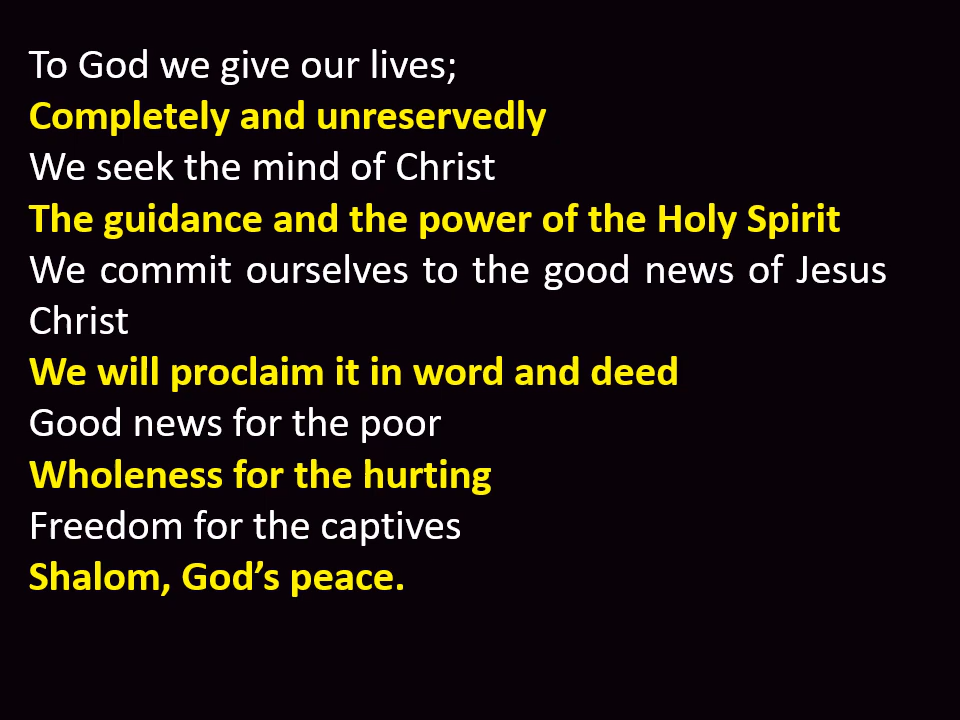 To God we give our lives;
Completely and unreservedly
We seek the mind of Christ
The guidance and the power of the Holy Spirit
We commit ourselves to the good news of Jesus
Christ
We will proclaim it in word and deed
Good news for the poor
Wholeness for the hurting
Freedom for the captives
Shalom, God’s peace.